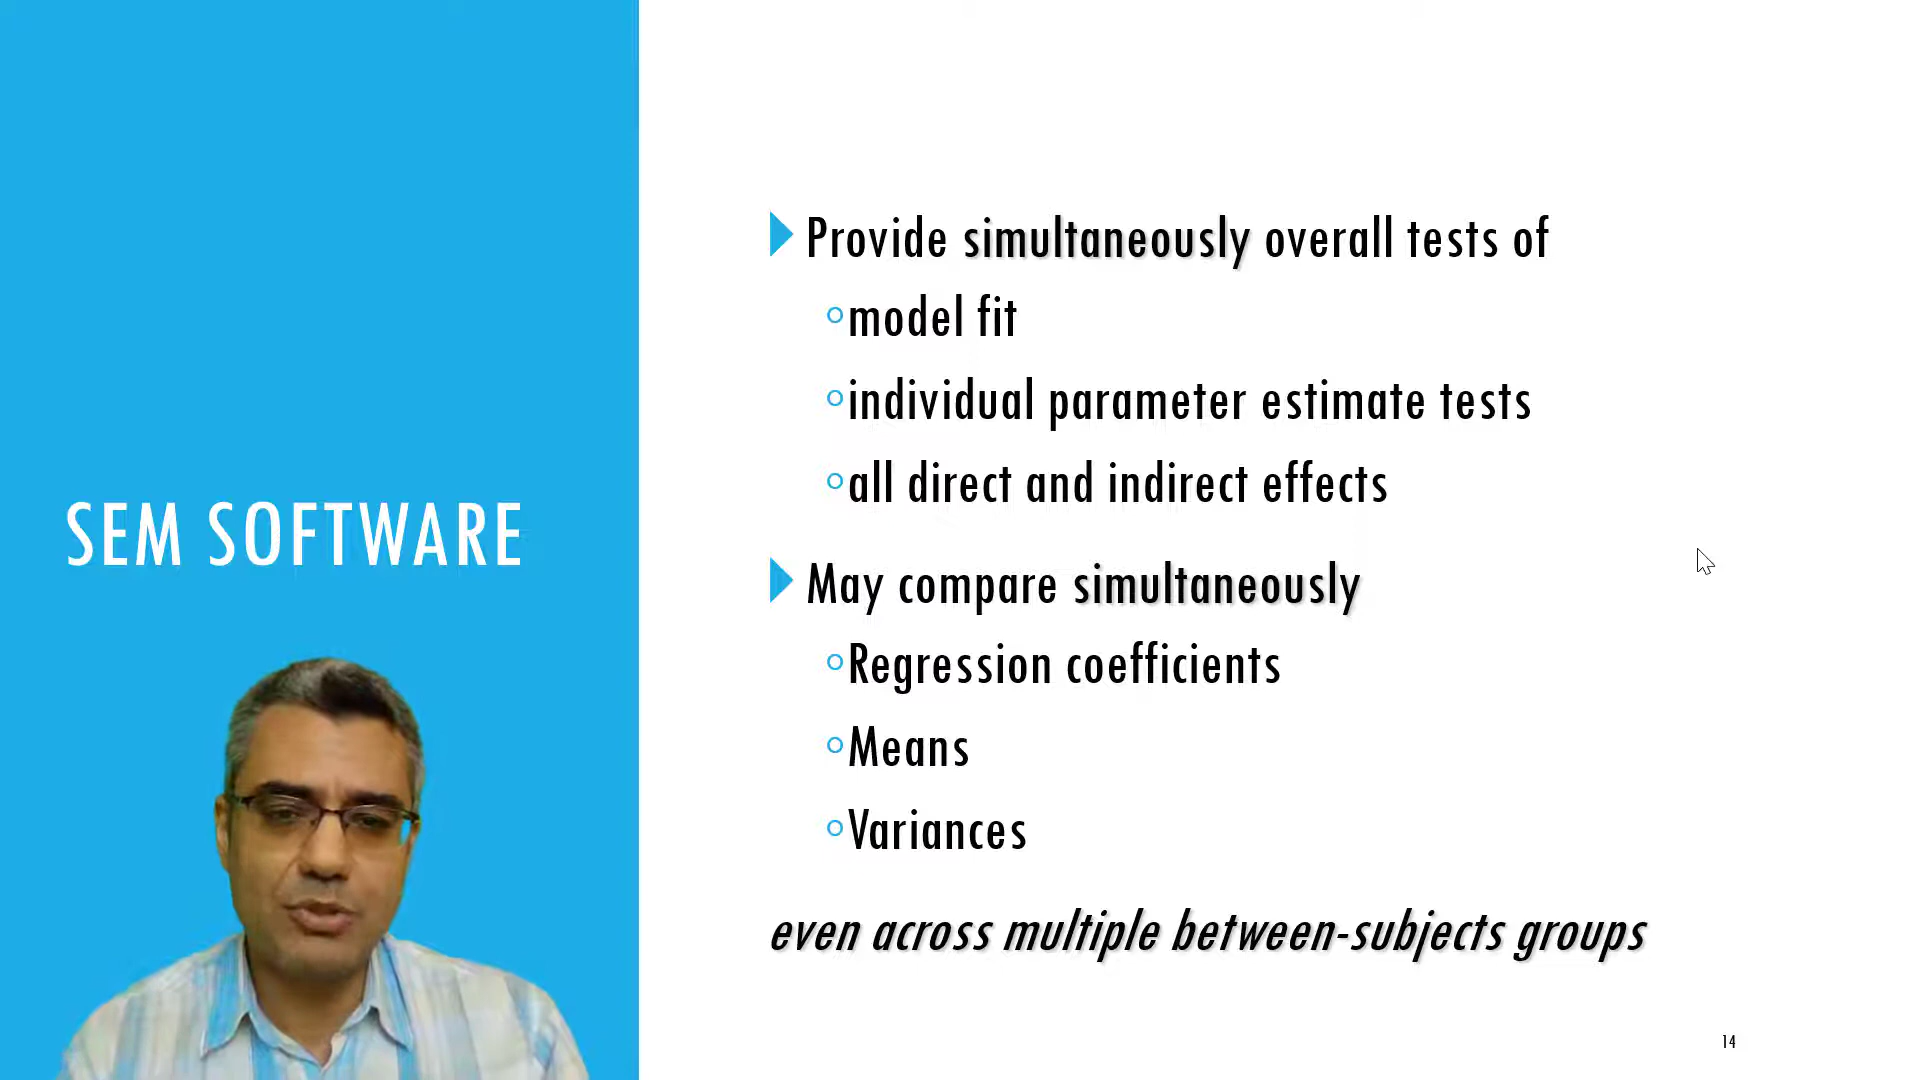 SEM SOFTWARE
Provide simultaneously overall tests of
model fit
individual parameter estimate tests
all direct and indirect effects
May compare simultaneously
Regression coefficients
Means
Variances
even across multiple between-subjects groups
14